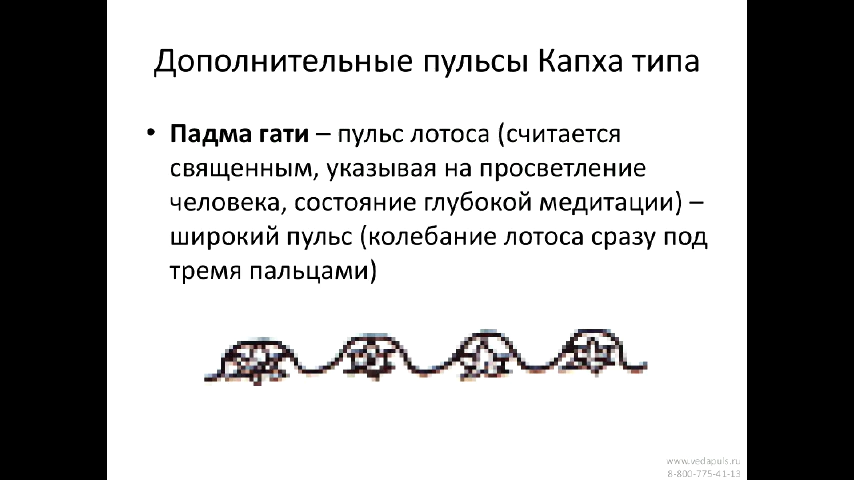 Дополнительные пульсы Капха типа
• Падма гати – пульс лотоса (считается
священным, указывая на просветление
человека, состояние глубокой медитации) –
широкий пульс (колебание лотоса сразу под
тремя пальцами)
www.vedapuls.ru
8-800-775-41-13